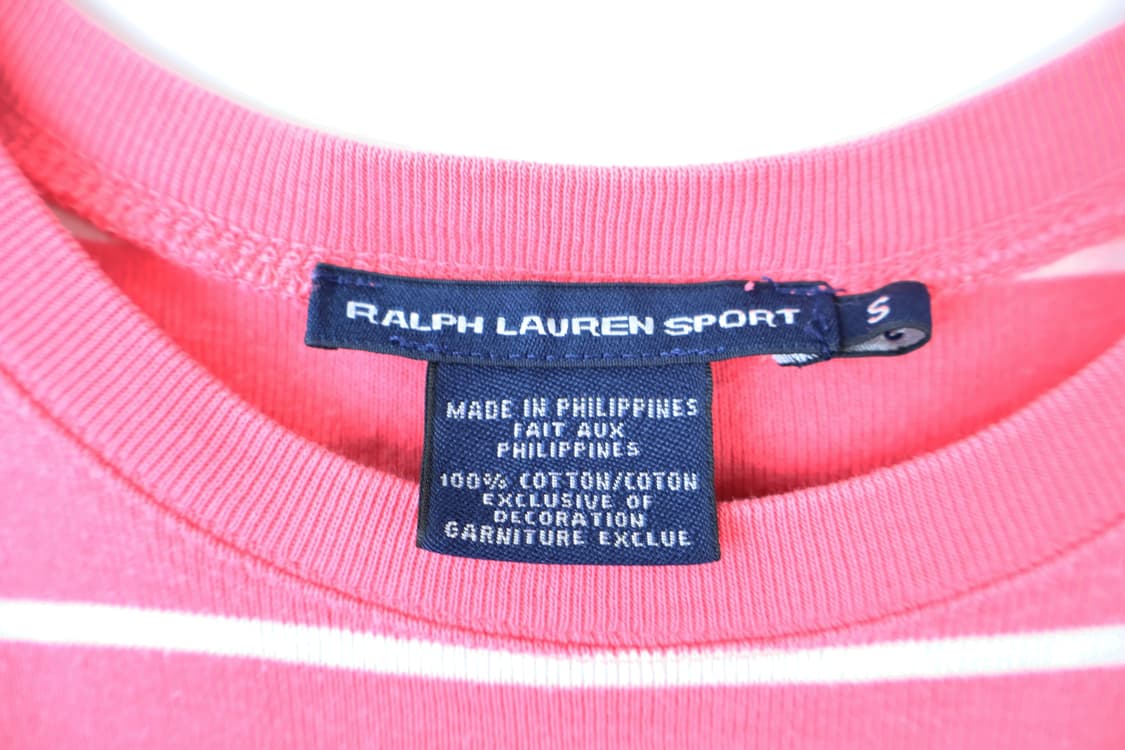 RALPH LAUREN SPORT
S
MADE IN PHILIPPINES
FAIT AUX
PHILIPPINES
100% COTTON/COTON
EXCLUSIVE OF
DECORATION
GARNITURE EXCLUE